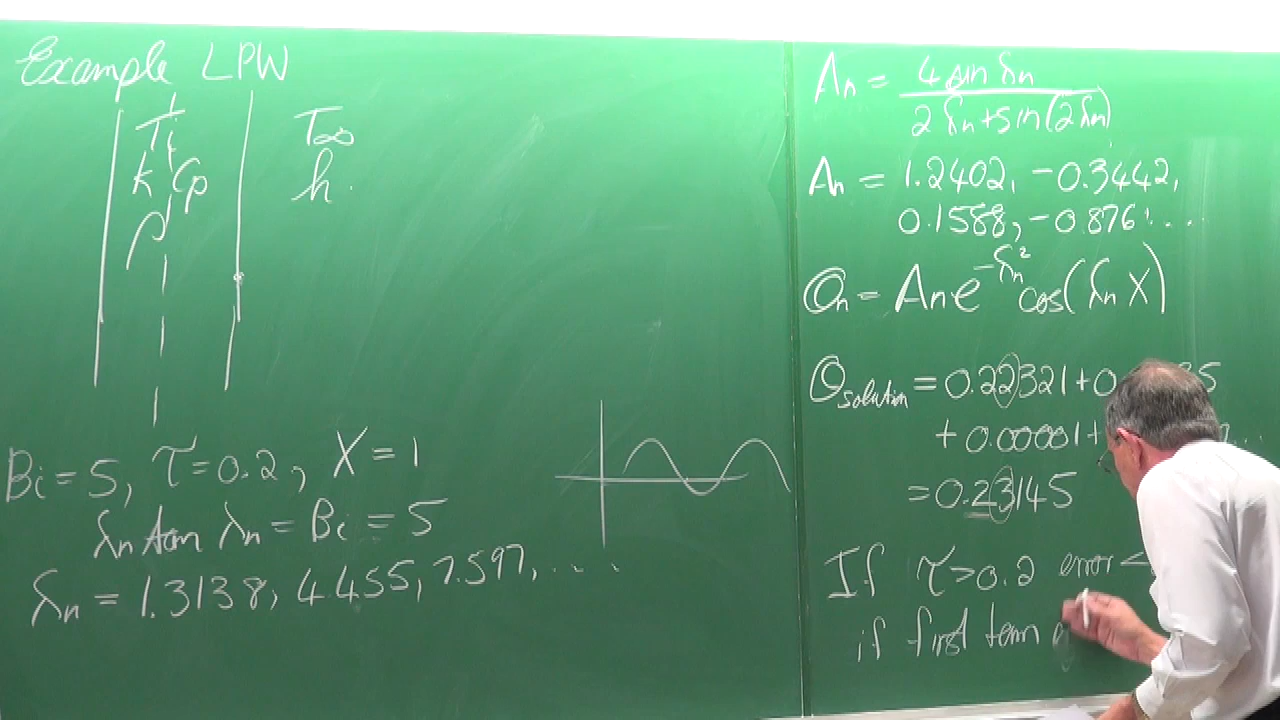 Example LPW
Ti
k Cp
ρ
T∞
h
Bi = 5, τ = 0.2, X = 1
λn tan λn = Bi = 5
λn = 1.3138, 4.455, 7.597, ....
An = 4 sin λn
2 λn + sin(2λn)
An = 1.2402, -0.3442,
0.1588, -0.876 ....
Θn = An e^-λn² cos(λn X)
Θsolution = 0.22321 + 0.
+ 0.00001 +
= 0.23145
If τ > 0.2 error <
if first term